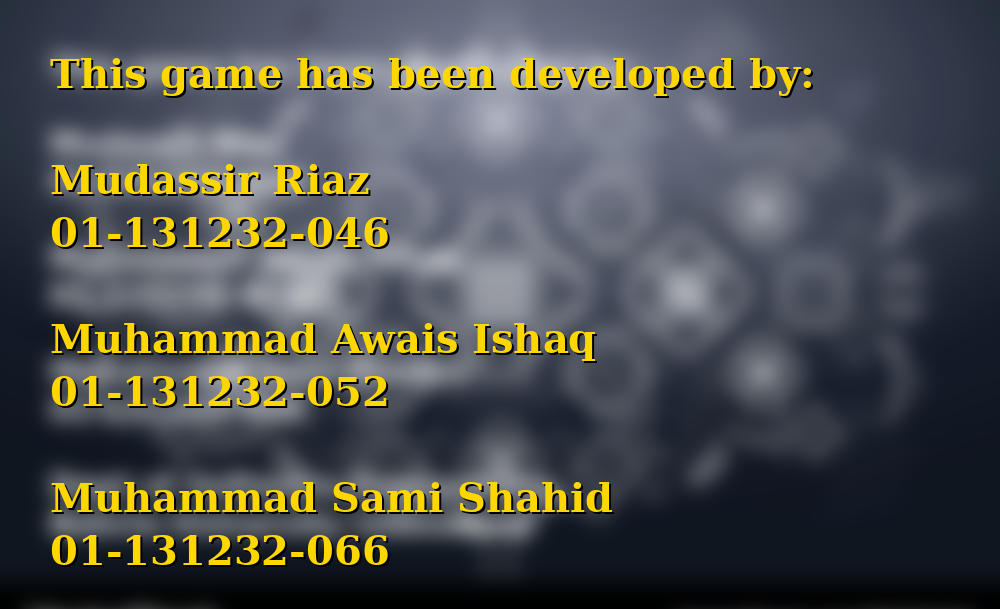 This game has been developed by:
Mudassir Riaz
01-131232-046
Muhammad Awais Ishaq
01-131232-052
Muhammad Sami Shahid
01-131232-066